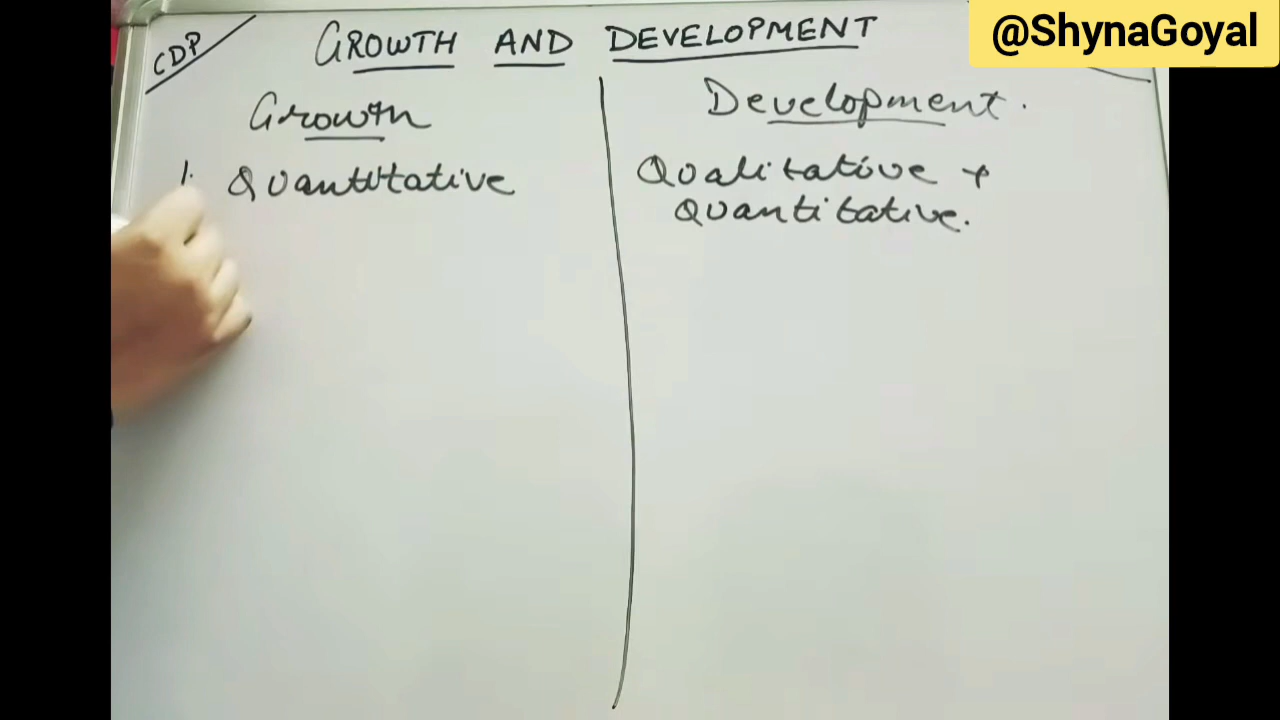 @ShynaGoyal
CDP
GROWTH AND DEVELOPMENT
Growth
Development.
1. Quantitative
Qualitative +
Quantitative.